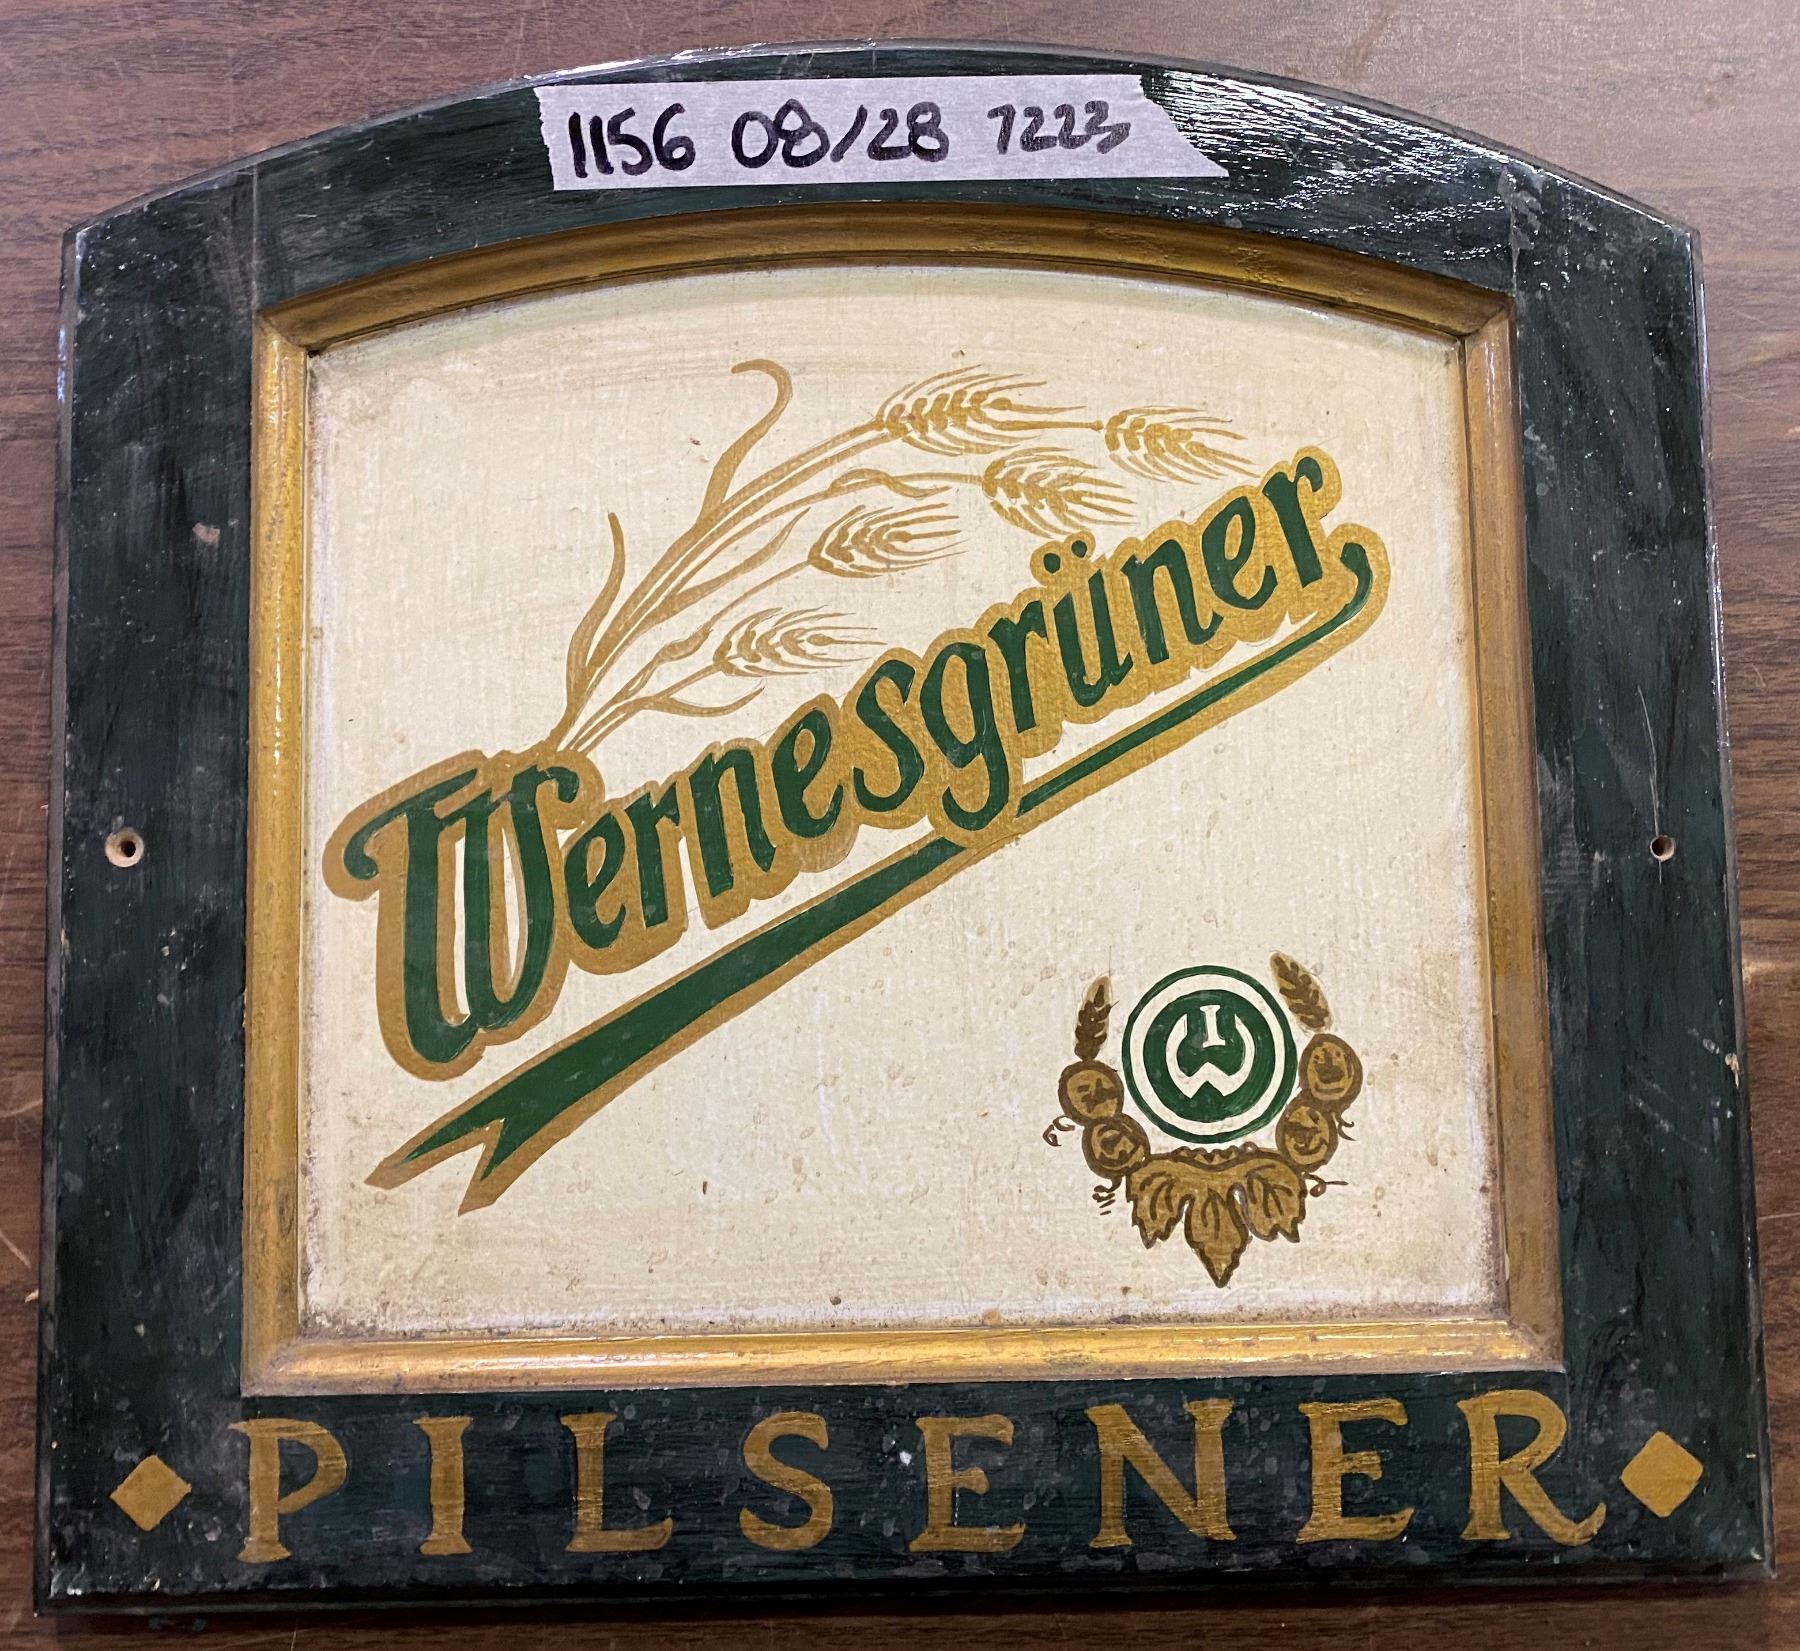 1156 08/28 7223
Wernesgrüner
W
PILSENER